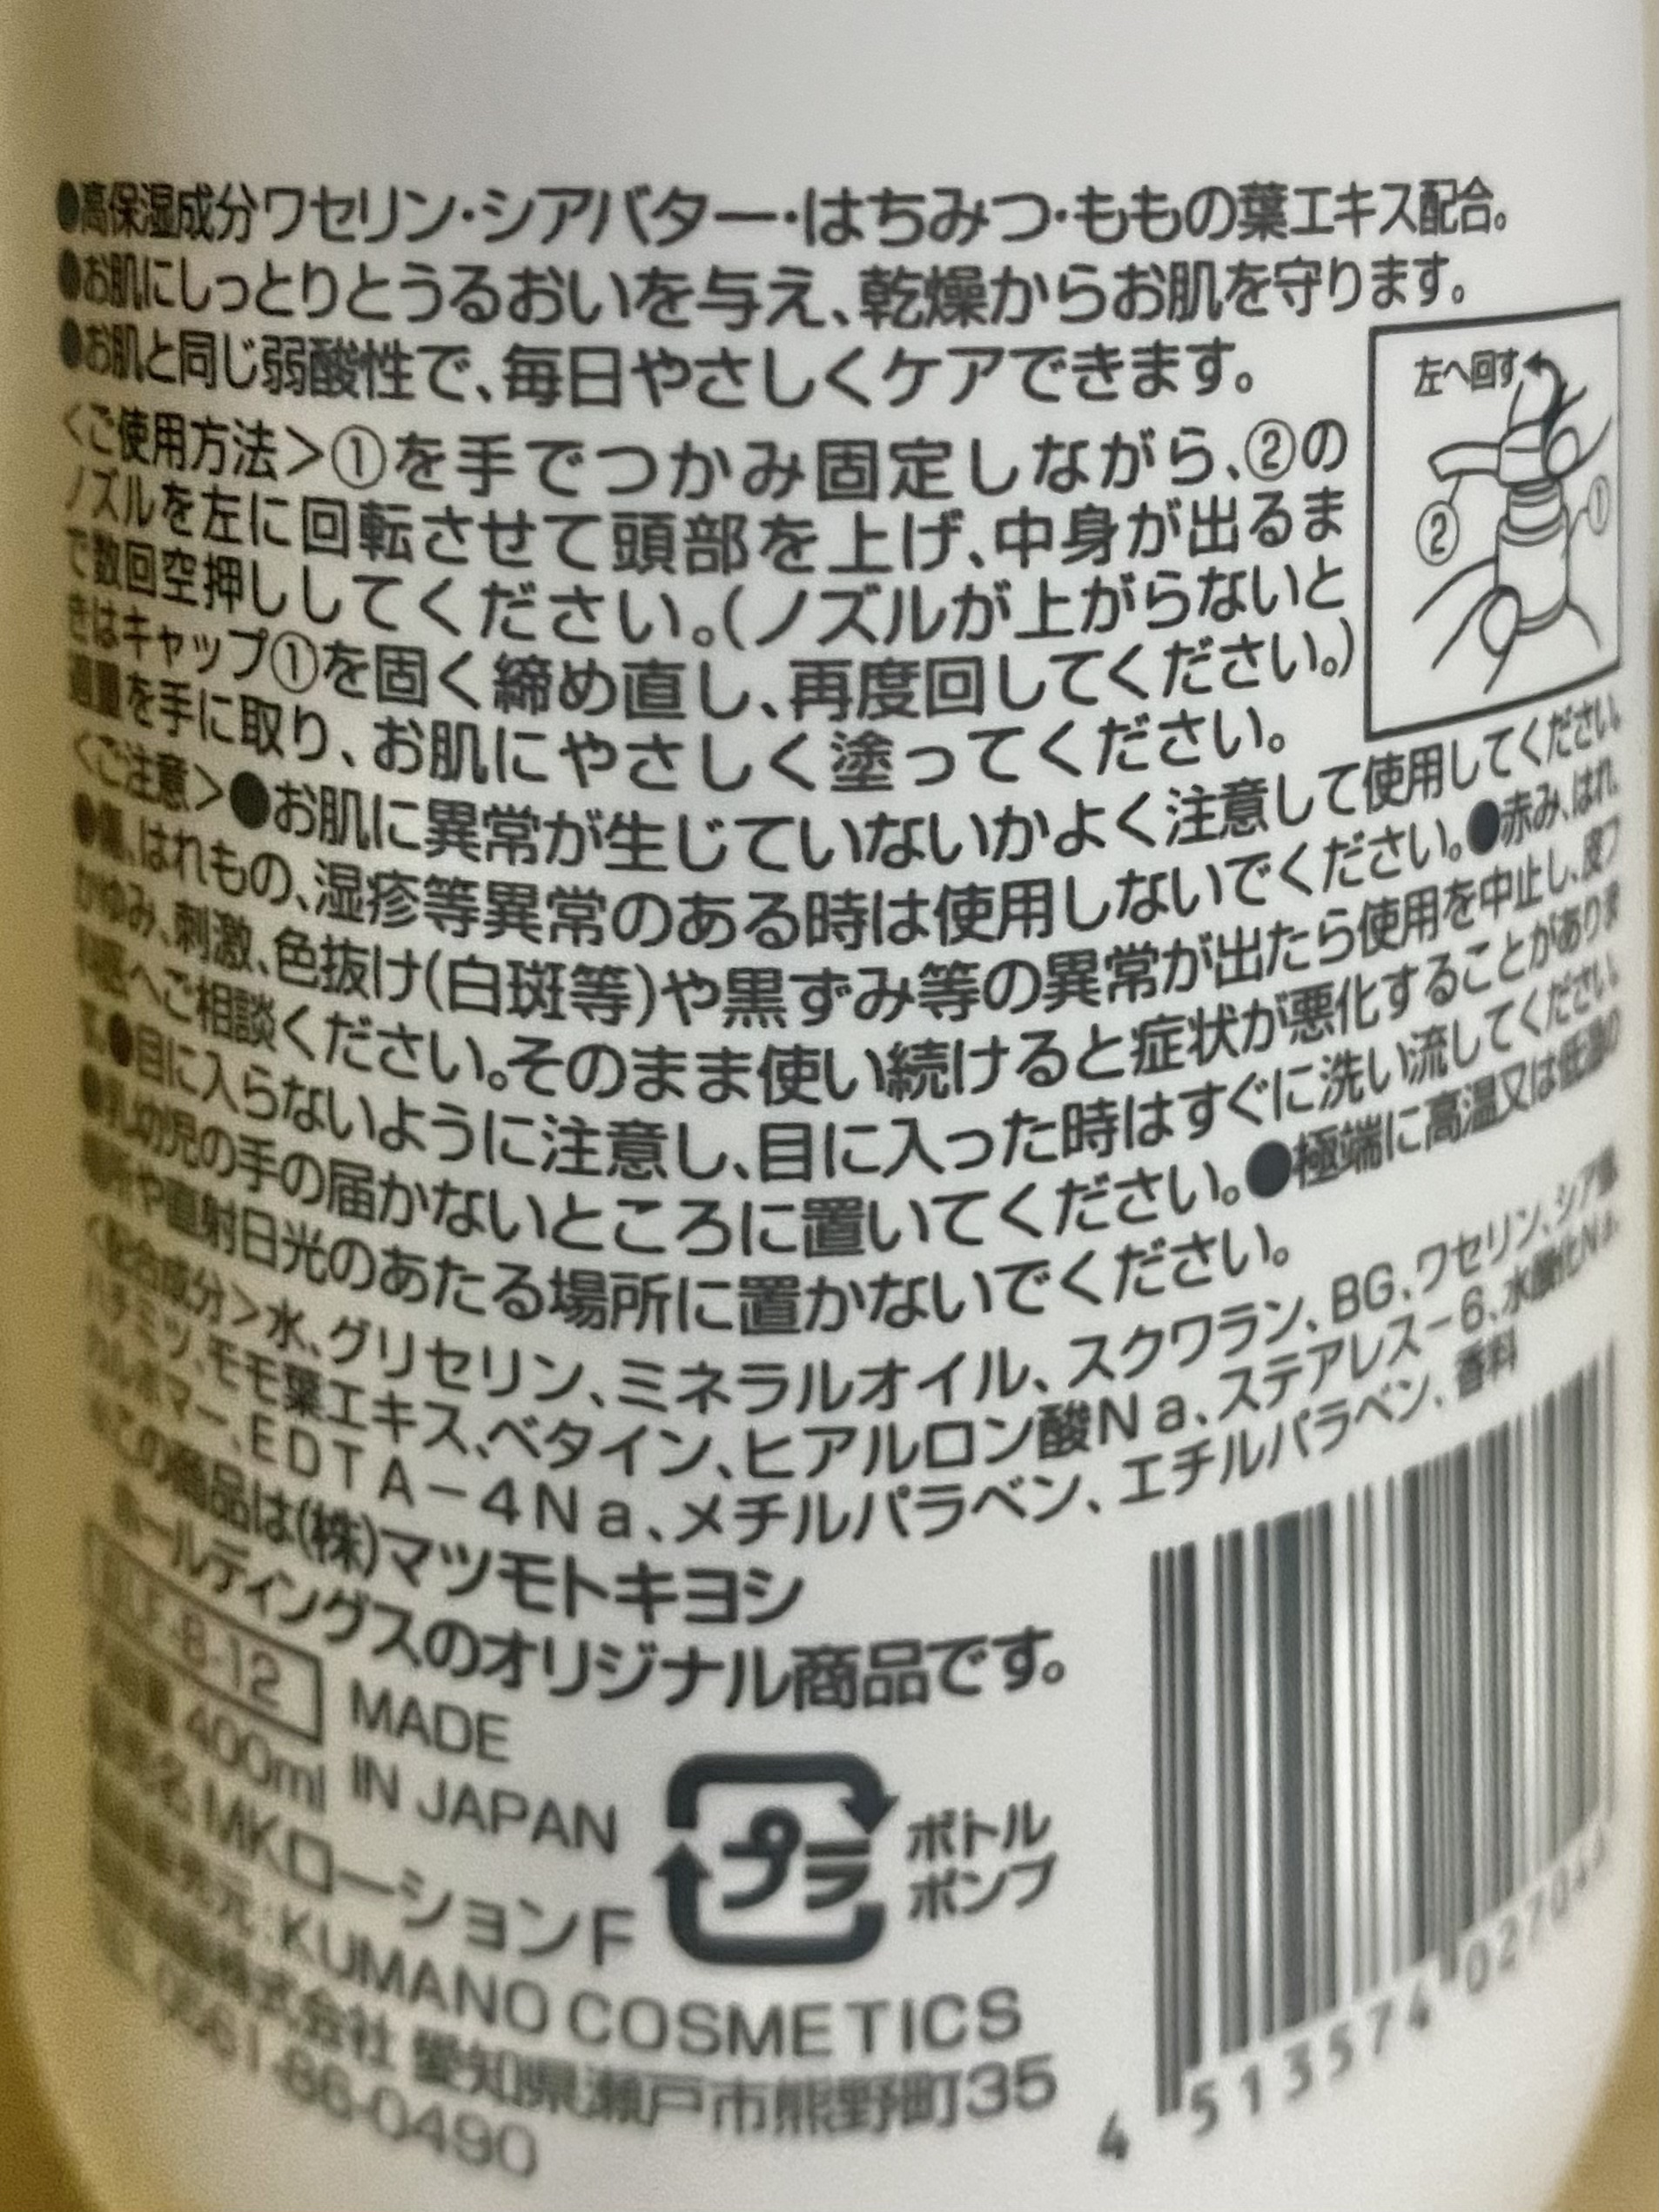 ●高保湿成分ワセリン・シアバター・はちみつ・ももの葉エキス配合。
●お肌にしっとりとうるおいを与え、乾燥からお肌を守ります。
●お肌と同じ弱酸性で、毎日やさしくケアできます。
<ご使用方法>①を手でつかみ固定しながら、②の
ノズルを左に回転させて頭部を上げ、中身が出るま
で数回空押ししてください。(ノズルが上がらないと
きはキャップ①を固く締め直し、再度回してください。)
適量を手に取り、お肌にやさしく塗ってください。
左へ回す
②
①
<ご注意>●お肌に異常が生じていないかよく注意して使用してください。
●傷、はれもの、湿疹等異常のある時は使用しないでください。●赤み、はれ、
かゆみ、刺激、色抜け(白斑等)や黒ずみ等の異常が出たら使用を中止し、皮フ
科医へご相談ください。そのまま使い続けると症状が悪化することがありま
す。●目に入らないように注意し、目に入った時はすぐに洗い流してください。
●乳幼児の手の届かないところに置いてください。●極端に高温又は低温の
場所や直射日光のあたる場所に置かないでください。
<配合成分>水、グリセリン、ミネラルオイル、スクワラン、BG、ワセリン、シア脂、
ハチミツ、モモ葉エキス、ベタイン、ヒアルロン酸Na、ステアレス-6、水酸化Na、
カルボマー、EDTA-4Na、メチルパラベン、エチルパラベン、香料
※この商品は(株)マツモトキヨシ
ホールディングスのオリジナル商品です。
8-12
MADE
IN JAPAN
400ml
MKローションF
プラ
ボトル
ポンプ
元:KUMANO COSMETICS
株式会社 愛知県瀬戸市熊野町35
0561-86-0490
4 513574 02704